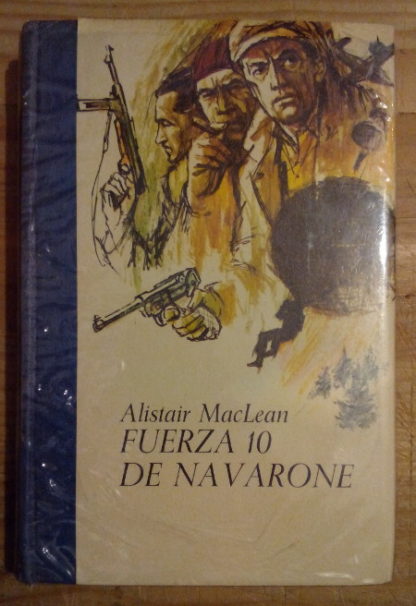 Alistair MacLean
FUERZA 10
DE NAVARONE